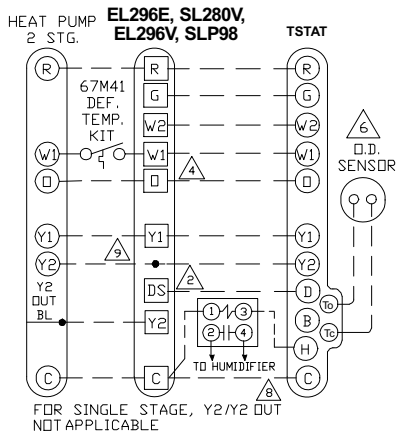 HEAT PUMP
2 STG.
EL296E, SL280V,
EL296V, SLP98
TSTAT
R
R
R
67M41
DEF.
TEMP.
KIT
G
G
W2
W2
6
O.D.
SENSOR
W1
W1
W1
O
O
4
O
Y1
Y1
Y1
Y2
9
Y2
Y2
OUT
BL
DS
2
D
To
1
3
B
Tc
Y2
2
4
H
TO HUMIDIFIER
C
C
8
C
FOR SINGLE STAGE, Y2/Y2 OUT
NOT APPLICABLE